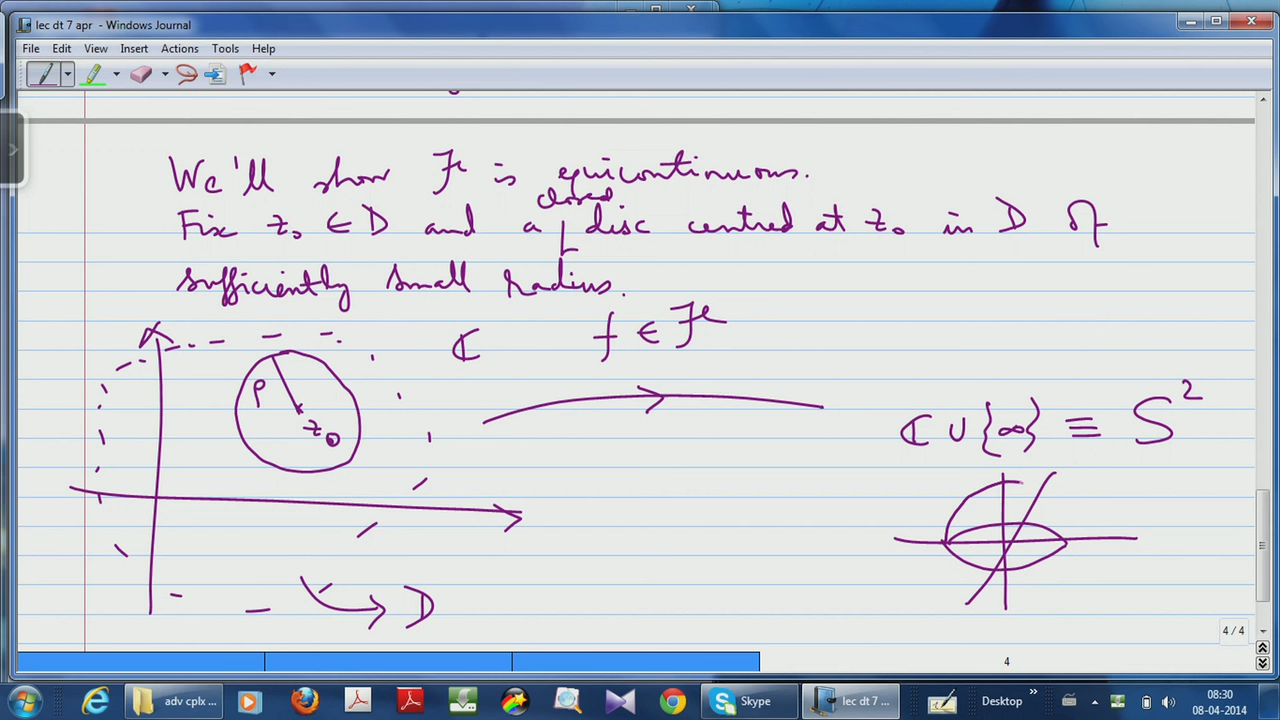 lec dt 7 apr - Windows Journal
File Edit View Insert Actions Tools Help
We'll show ℱ is equicontinuous.
closed
Fix z₀ ∈ D and a disc centred at z₀ in D of
sufficiently small radius.
ℂ f ∈ ℱ
ρ
z₀
ℂ ∪ {∞} ≡ S²
D
4 / 4
4
adv cplx ... Skype lec dt 7 ... Desktop
08:30
08-04-2014